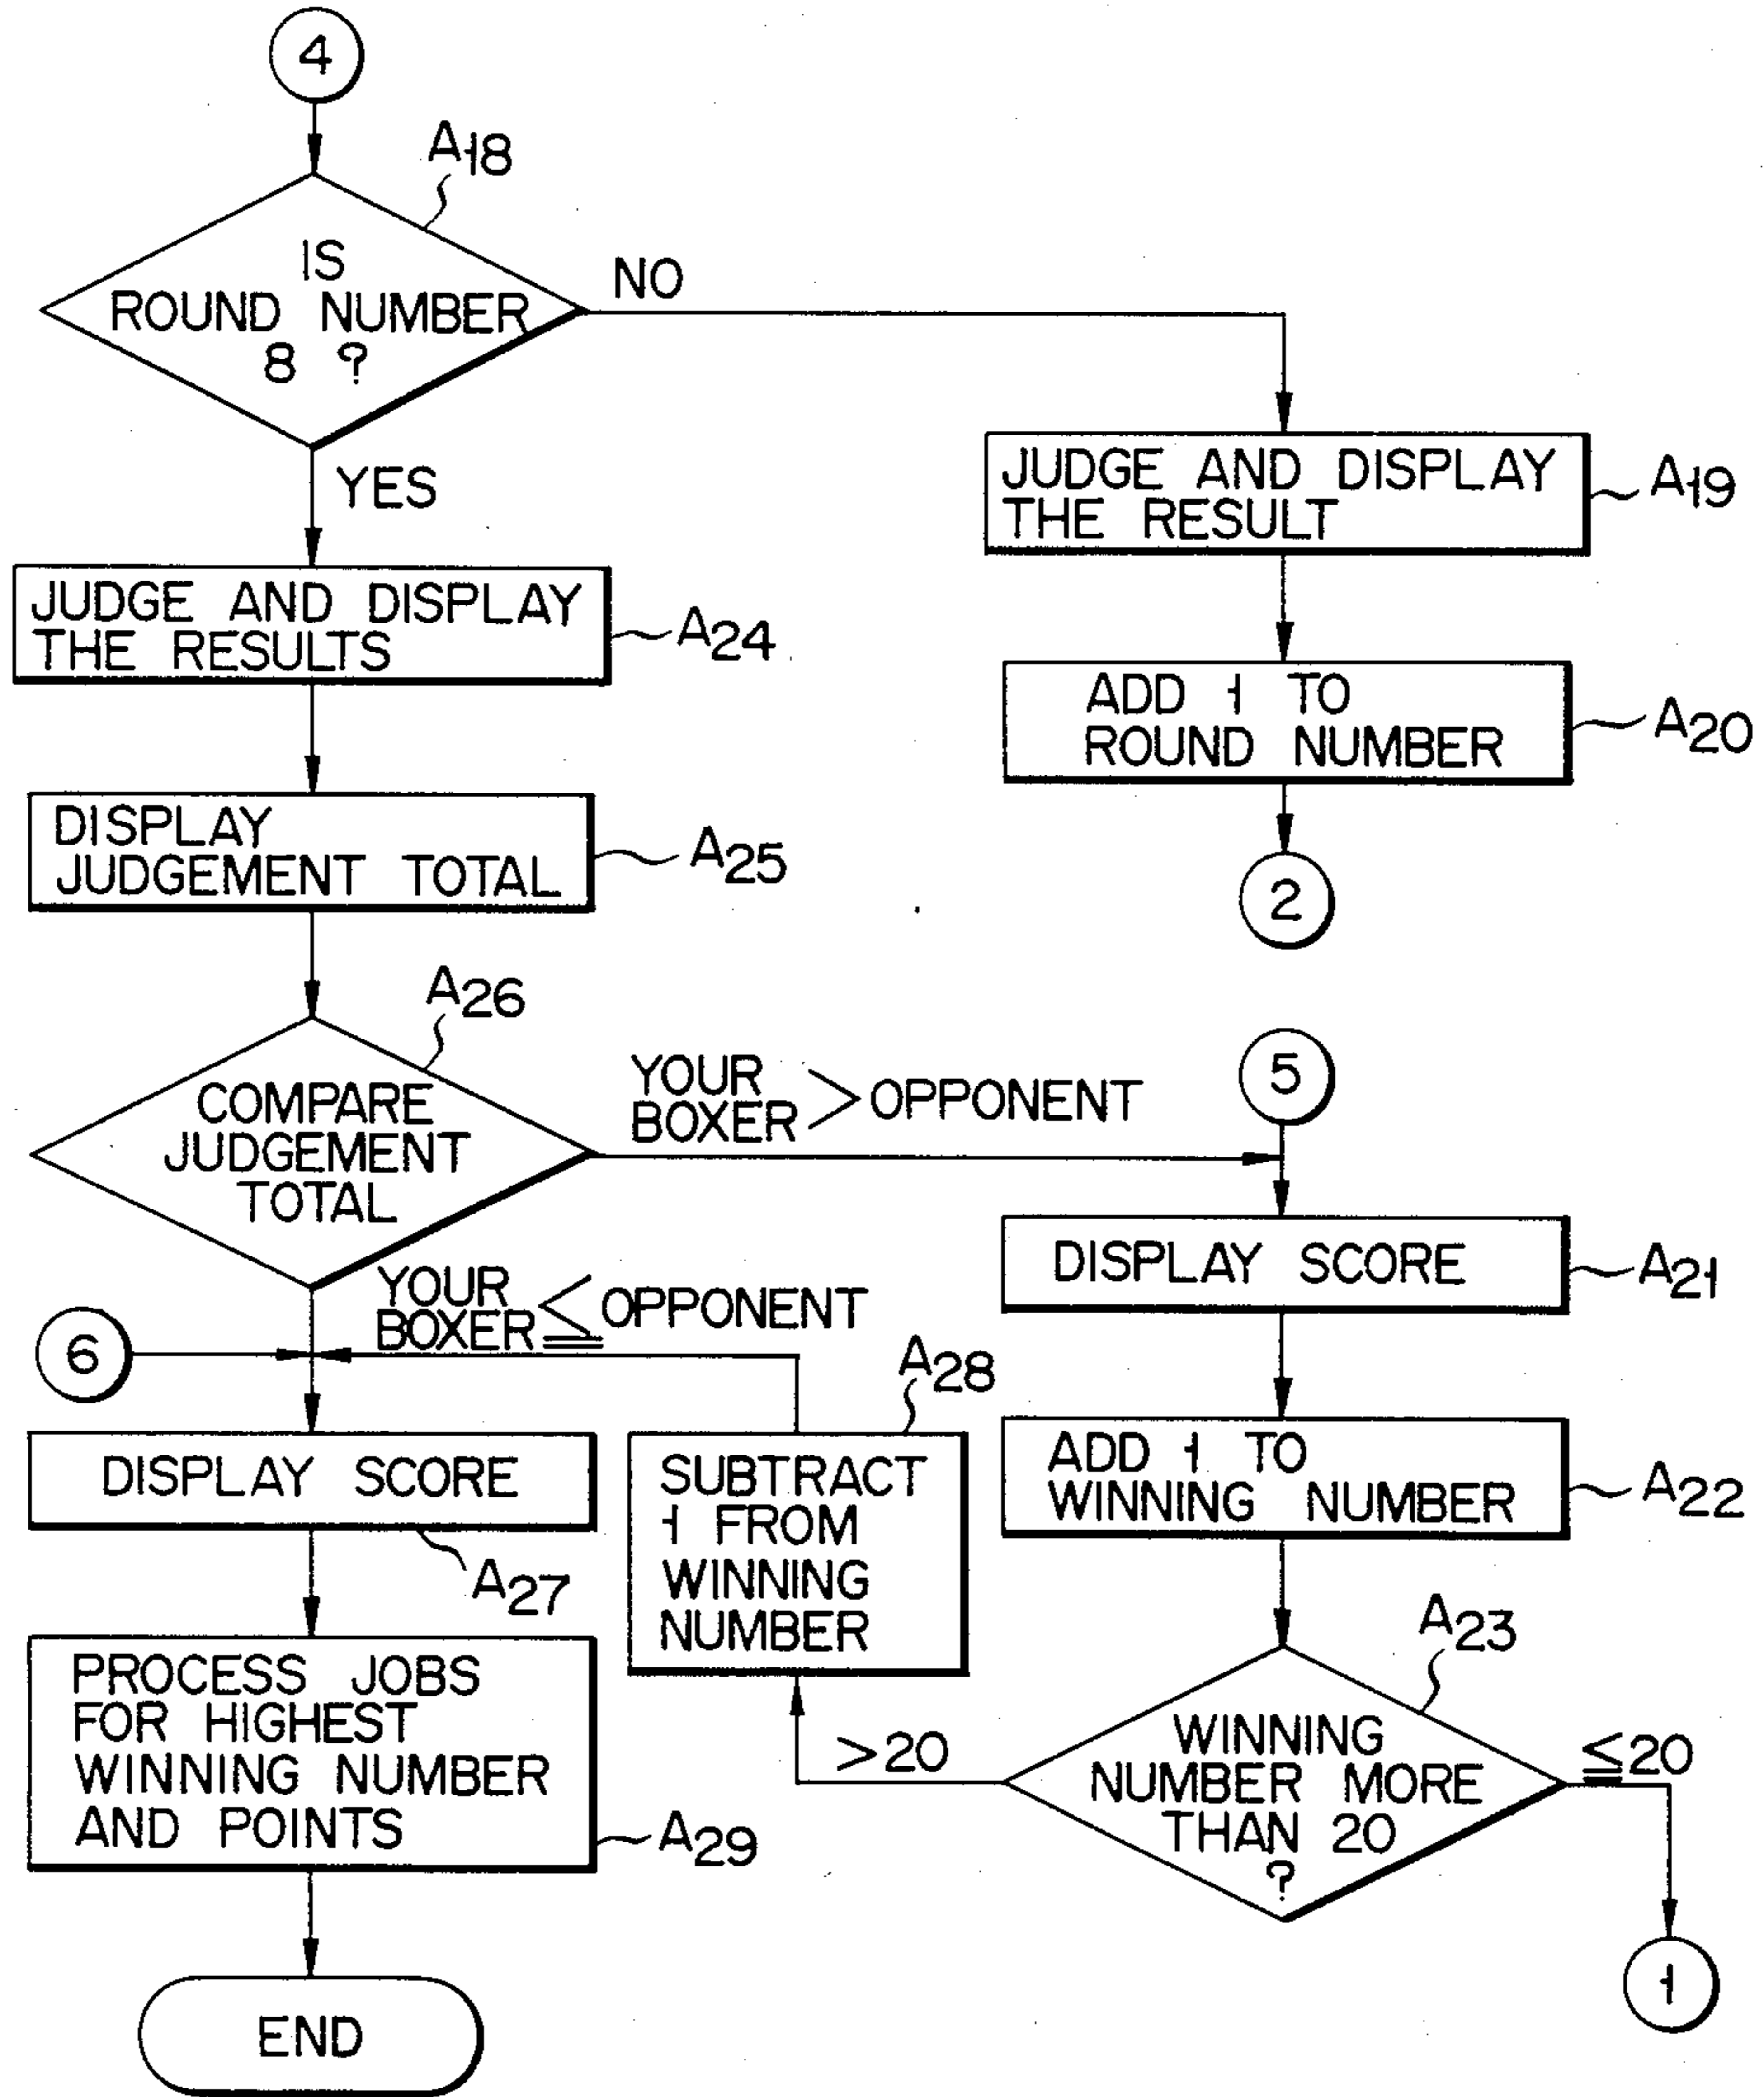 4
A18
IS
ROUND NUMBER
8 ?
NO
YES
JUDGE AND DISPLAY
THE RESULT
A19
ADD 1 TO
ROUND NUMBER
A20
2
JUDGE AND DISPLAY
THE RESULTS
A24
DISPLAY
JUDGEMENT TOTAL
A25
A26
COMPARE
JUDGEMENT
TOTAL
YOUR
BOXER > OPPONENT
YOUR
BOXER ≦ OPPONENT
5
DISPLAY SCORE
A21
ADD 1 TO
WINNING NUMBER
A22
A23
WINNING
NUMBER MORE
THAN 20
?
>20
≦20
1
A28
SUBTRACT
1 FROM
WINNING
NUMBER
6
DISPLAY SCORE
A27
PROCESS JOBS
FOR HIGHEST
WINNING NUMBER
AND POINTS
A29
END